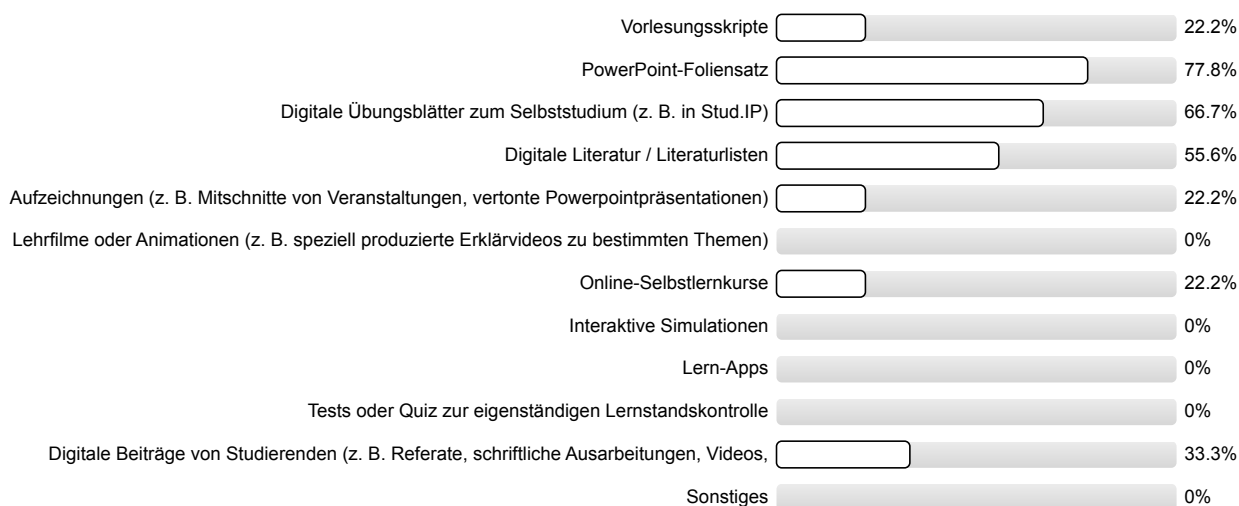 Vorlesungsskripte 22.2%
PowerPoint-Foliensatz 77.8%
Digitale Übungsblätter zum Selbststudium (z. B. in Stud.IP) 66.7%
Digitale Literatur / Literaturlisten 55.6%
Aufzeichnungen (z. B. Mitschnitte von Veranstaltungen, vertonte Powerpointpräsentationen) 22.2%
Lehrfilme oder Animationen (z. B. speziell produzierte Erklärvideos zu bestimmten Themen) 0%
Online-Selbstlernkurse 22.2%
Interaktive Simulationen 0%
Lern-Apps 0%
Tests oder Quiz zur eigenständigen Lernstandskontrolle 0%
Digitale Beiträge von Studierenden (z. B. Referate, schriftliche Ausarbeitungen, Videos, 33.3%
Sonstiges 0%